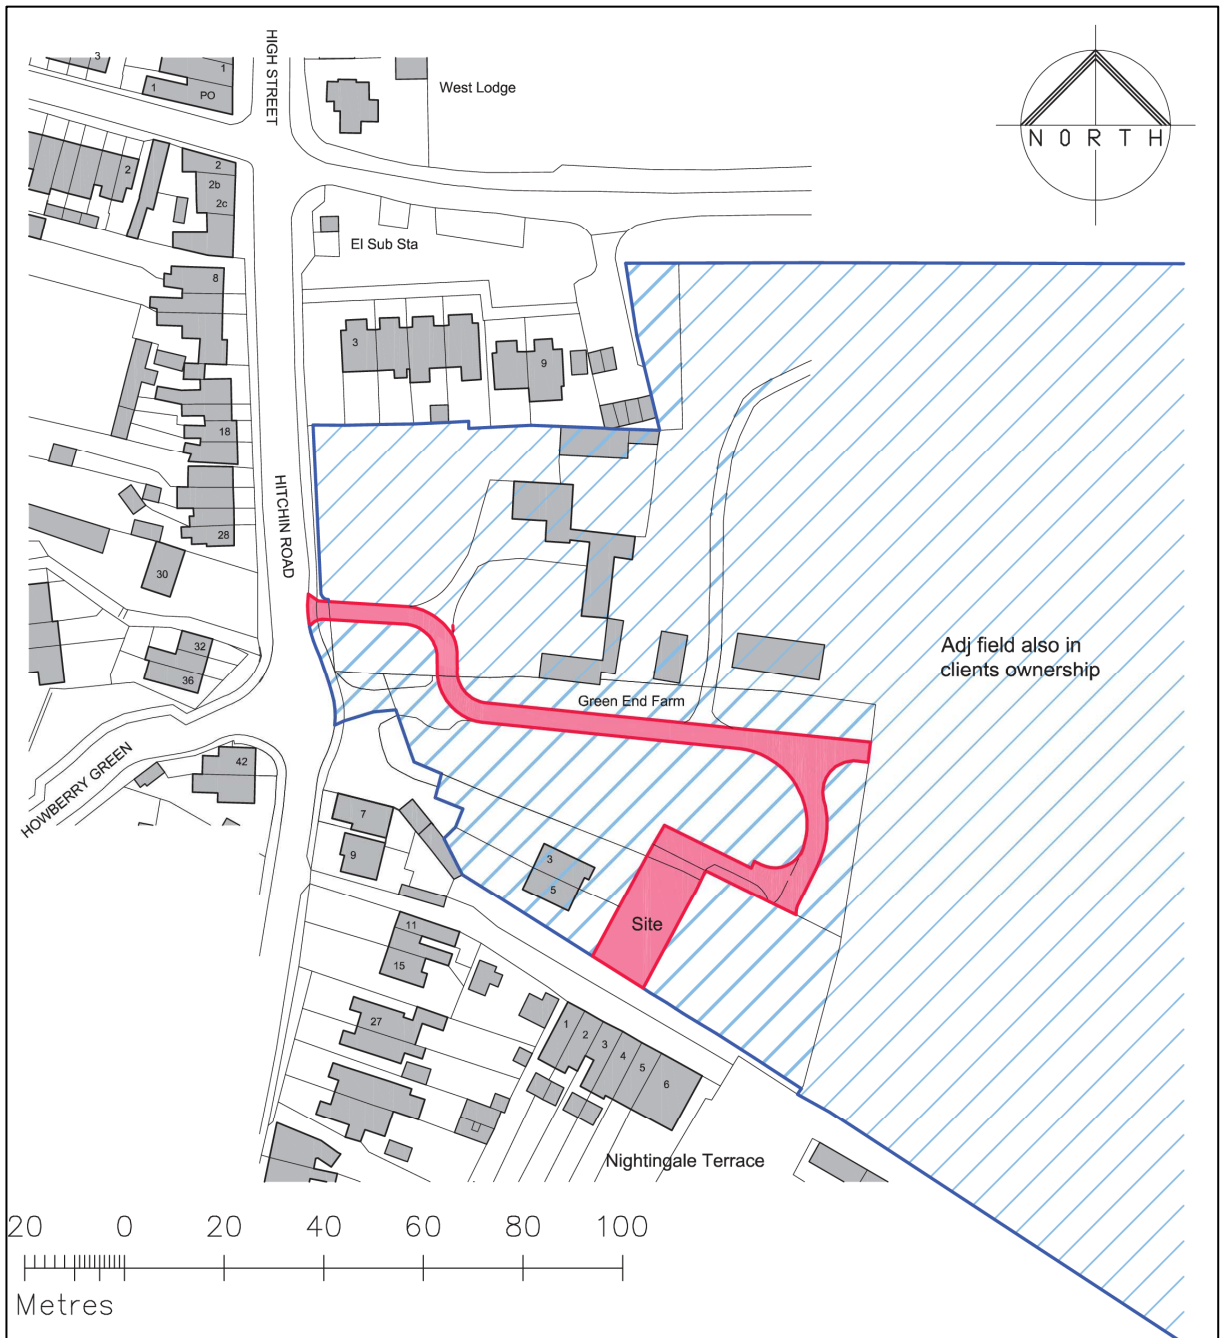 3
1
1
PO
HIGH STREET
West Lodge
NORTH
2
2
2b
2c
El Sub Sta
8
3
9
18
HITCHIN ROAD
28
30
32
36
Adj field also in
clients ownership
Green End Farm
42
HOWBERRY GREEN
7
9
3
5
Site
11
15
27
1
2
3
4
5
6
Nightingale Terrace
20 0 20 40 60 80 100
Metres